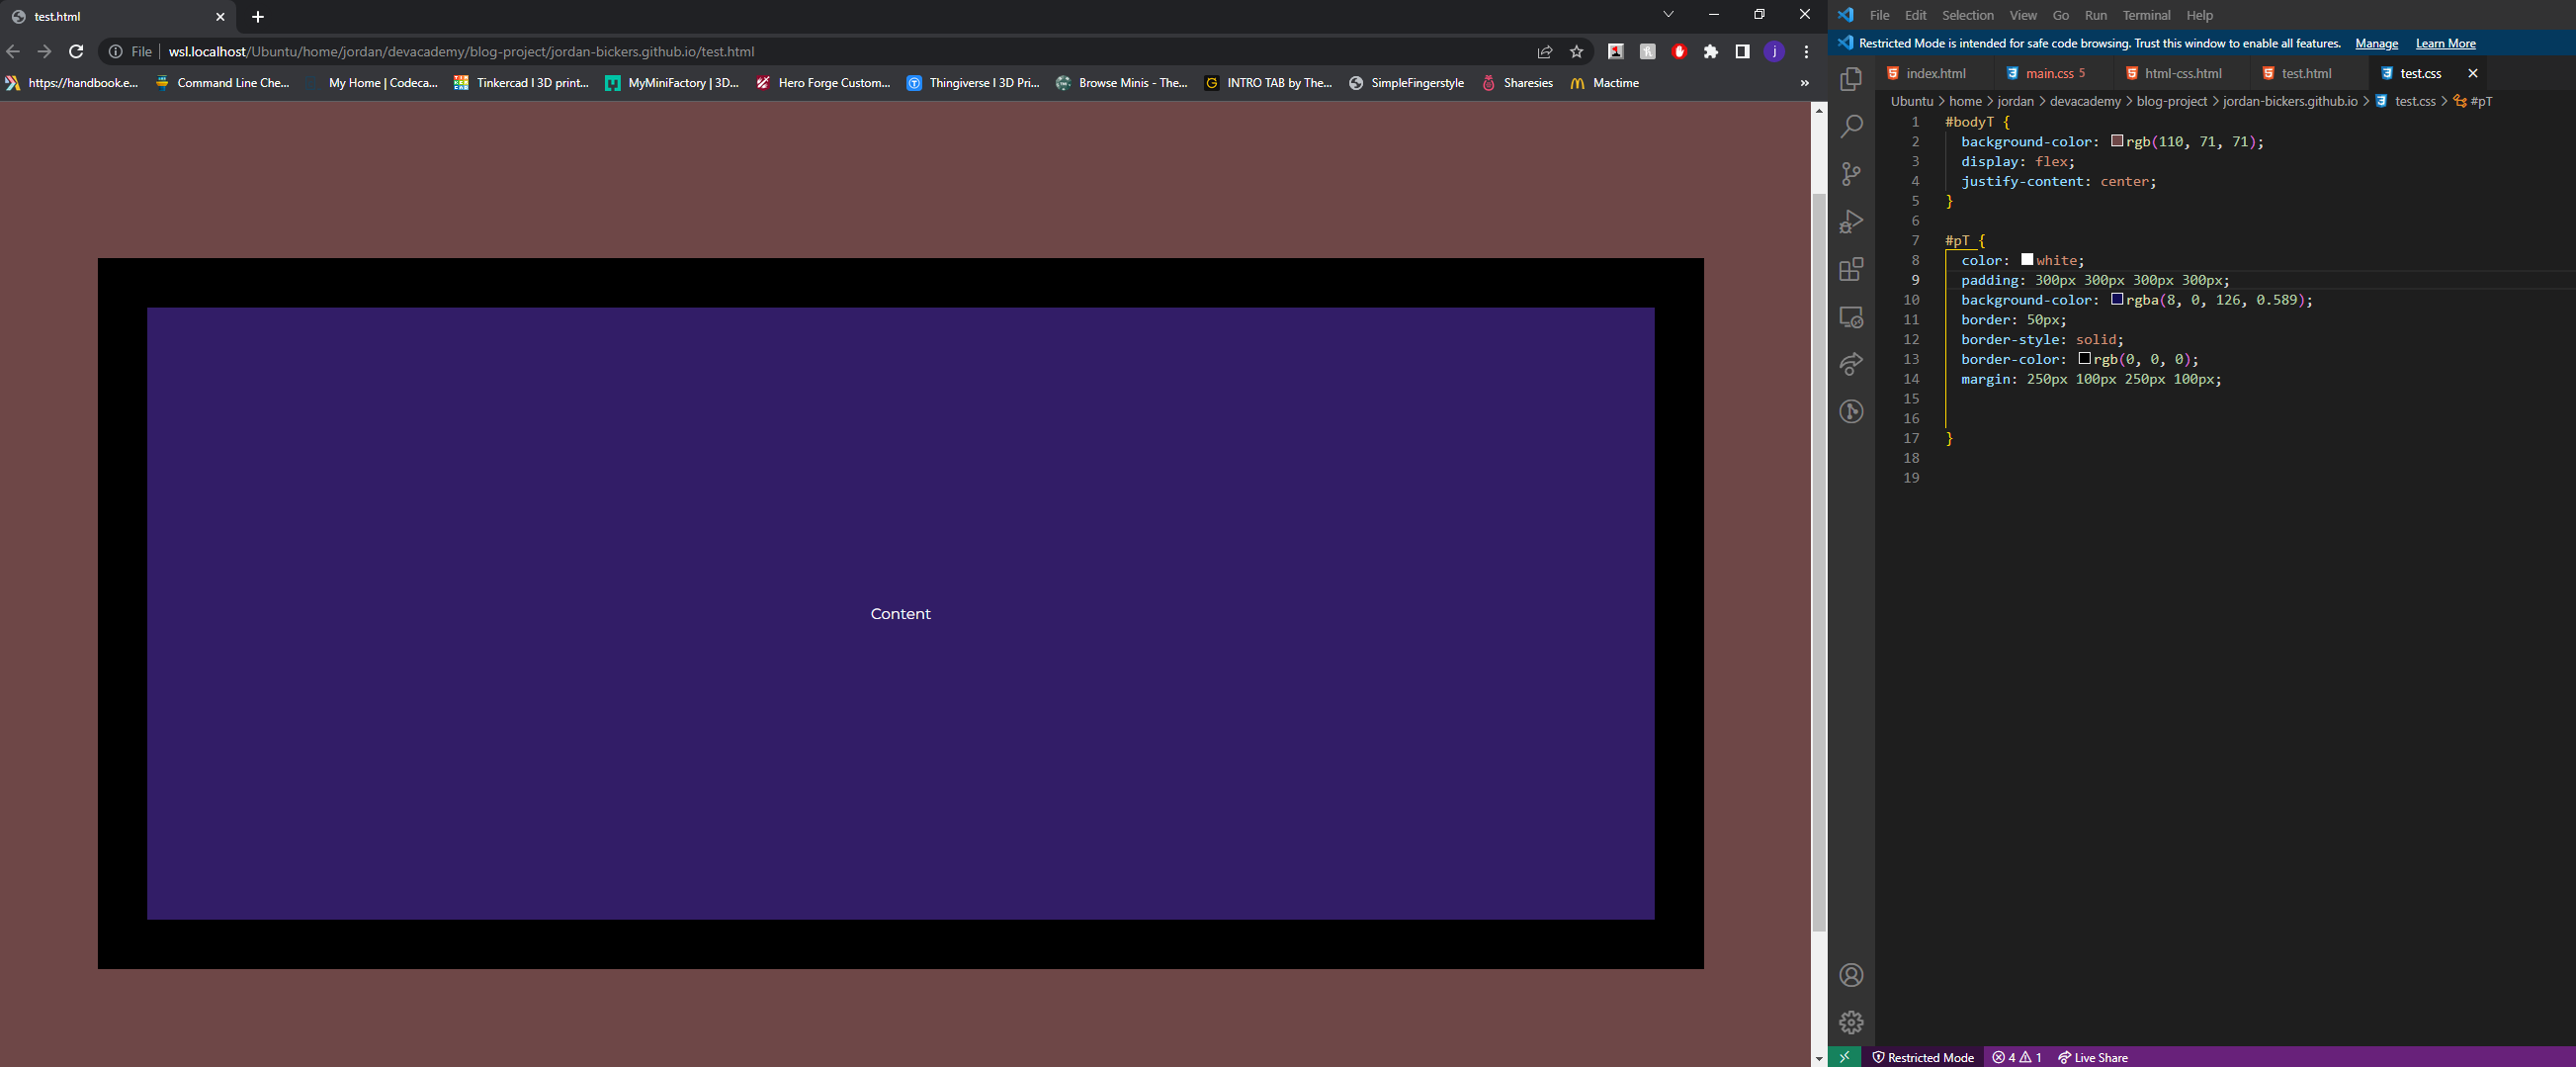 test.html
File wsl.localhost/Ubuntu/home/jordan/devacademy/blog-project/jordan-bickers.github.io/test.html
https://handbook.e... Command Line Che... My Home | Codeca... Tinkercad | 3D print... MyMiniFactory | 3D... Hero Forge Custom... Thingiverse | 3D Pri... Browse Minis - The... INTRO TAB by The... SimpleFingerstyle Sharesies Mactime »
j
Content
File Edit Selection View Go Run Terminal Help
Restricted Mode is intended for safe code browsing. Trust this window to enable all features. Manage Learn More
index.html main.css 5 html-css.html test.html test.css
Ubuntu > home > jordan > devacademy > blog-project > jordan-bickers.github.io > test.css > #pT
1 #bodyT {
2 background-color: rgb(110, 71, 71);
3 display: flex;
4 justify-content: center;
5 }
6
7 #pT {
8 color: white;
9 padding: 300px 300px 300px 300px;
10 background-color: rgba(8, 0, 126, 0.589);
11 border: 50px;
12 border-style: solid;
13 border-color: rgb(0, 0, 0);
14 margin: 250px 100px 250px 100px;
15
16
17 }
18
19
Restricted Mode 4 1 Live Share